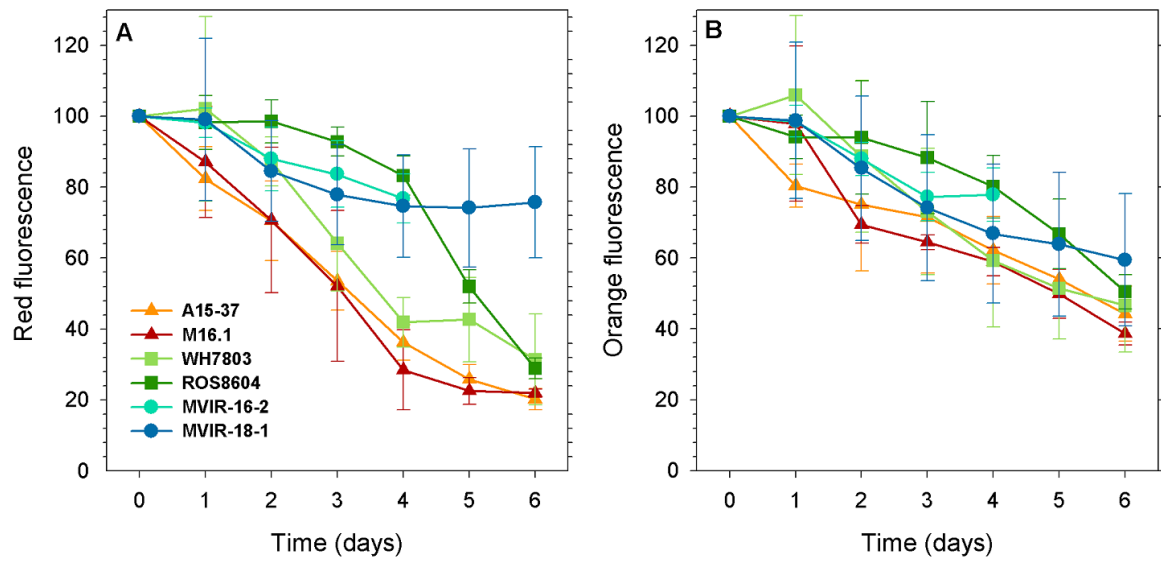 A
Red fluorescence
120
100
80
60
40
20
0
A15-37
M16.1
WH7803
ROS8604
MVIR-16-2
MVIR-18-1
0 1 2 3 4 5 6
Time (days)
B
Orange fluorescence
120
100
80
60
40
20
0
0 1 2 3 4 5 6
Time (days)